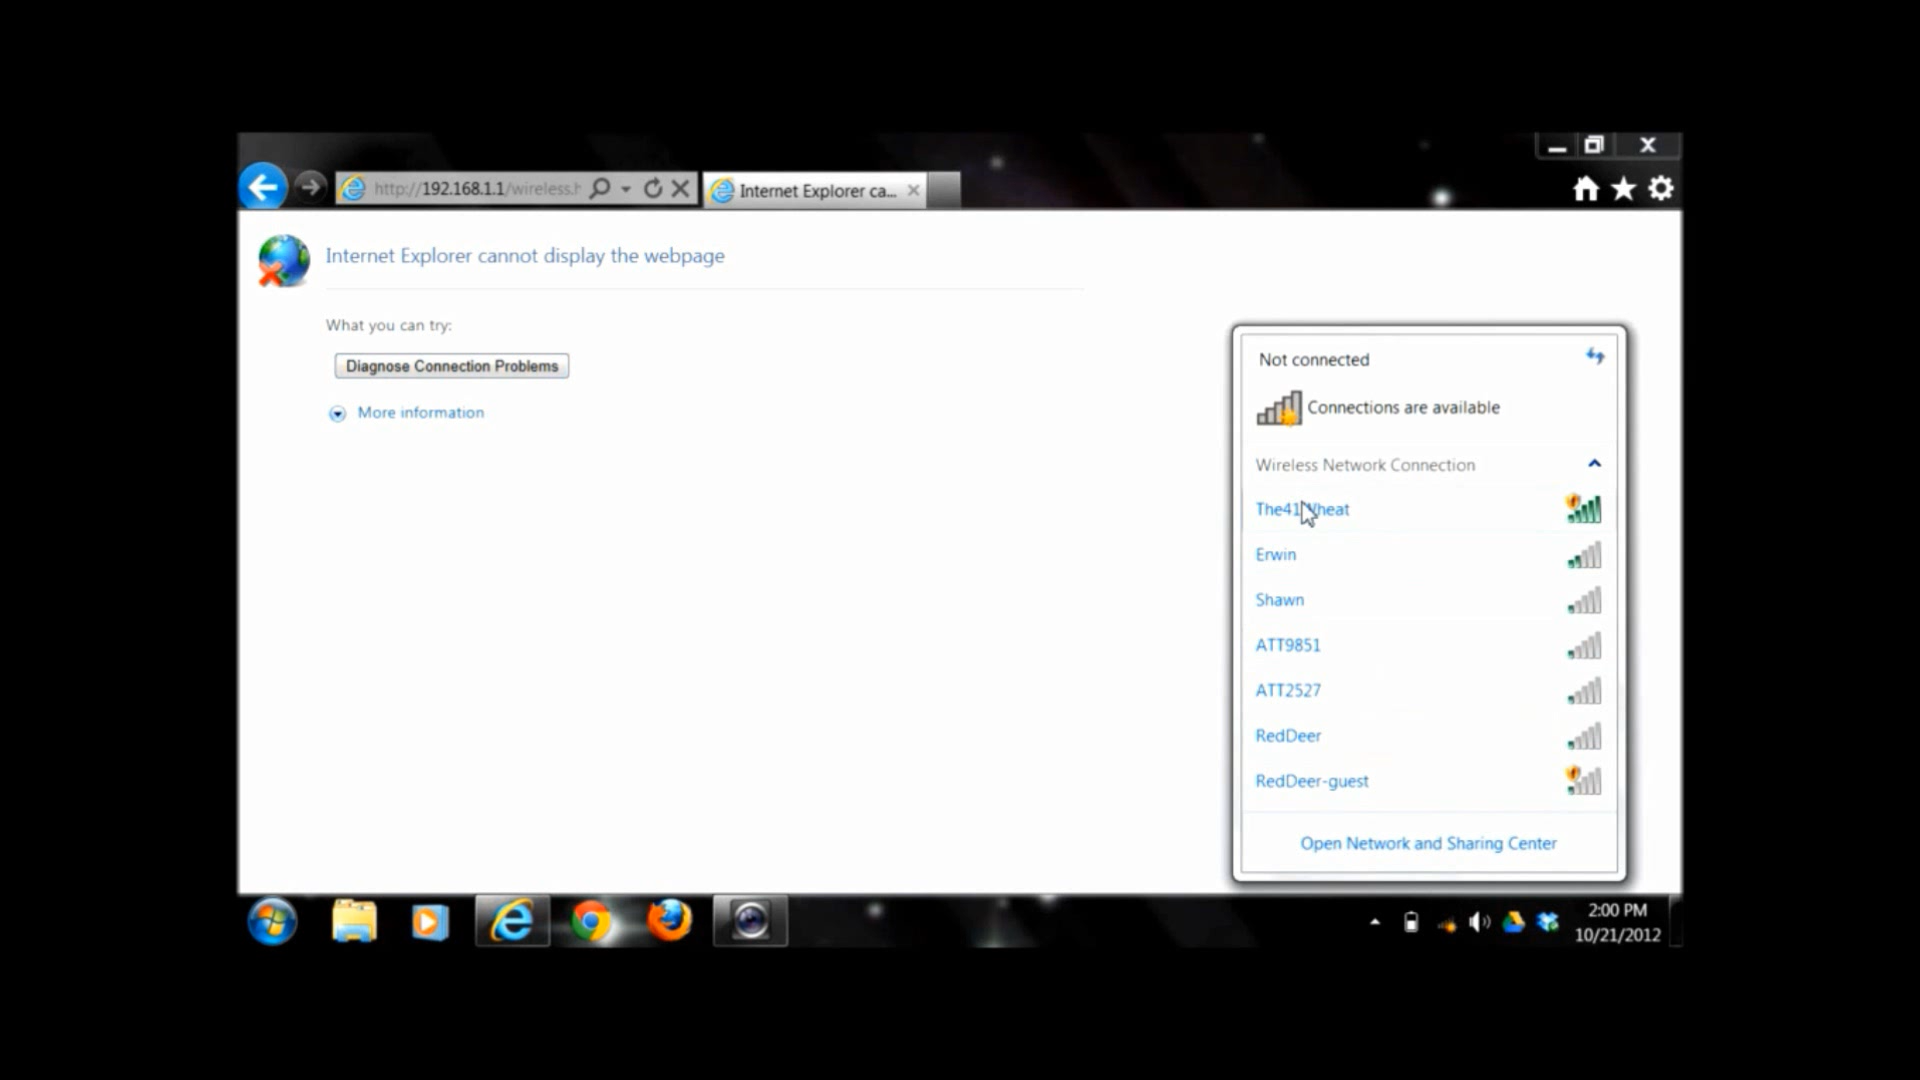 http://192.168.1.1/wireless.h
Internet Explorer ca...
Internet Explorer cannot display the webpage
What you can try:
Diagnose Connection Problems
More information
Not connected
Connections are available
Wireless Network Connection
The41Wheat
Erwin
Shawn
ATT9851
ATT2527
RedDeer
RedDeer-guest
Open Network and Sharing Center
2:00 PM
10/21/2012